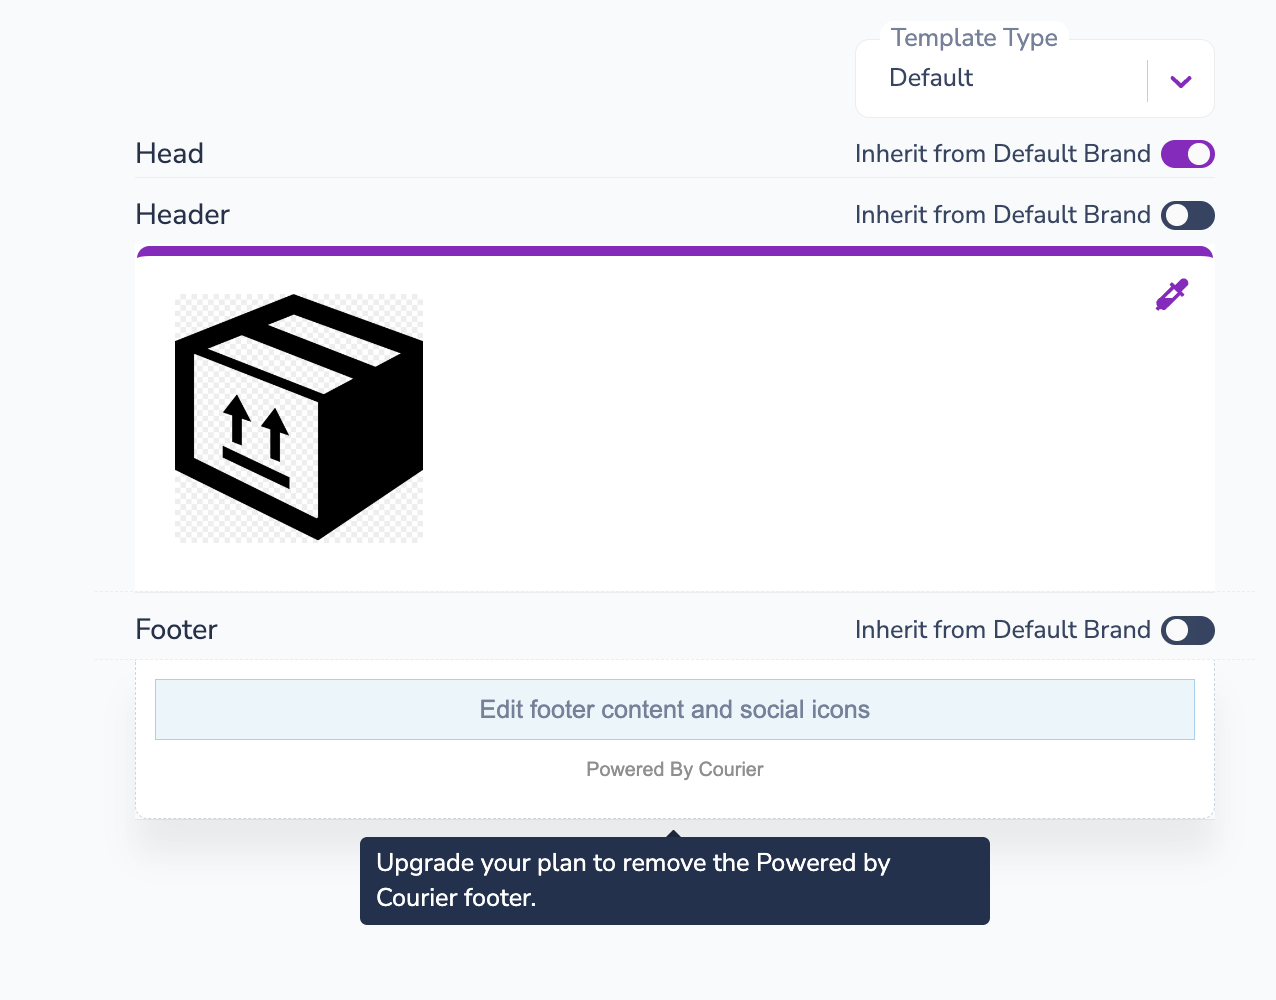 Template Type
Default
Head
Inherit from Default Brand
Header
Inherit from Default Brand
Footer
Inherit from Default Brand
Edit footer content and social icons
Powered By Courier
Upgrade your plan to remove the Powered by
Courier footer.